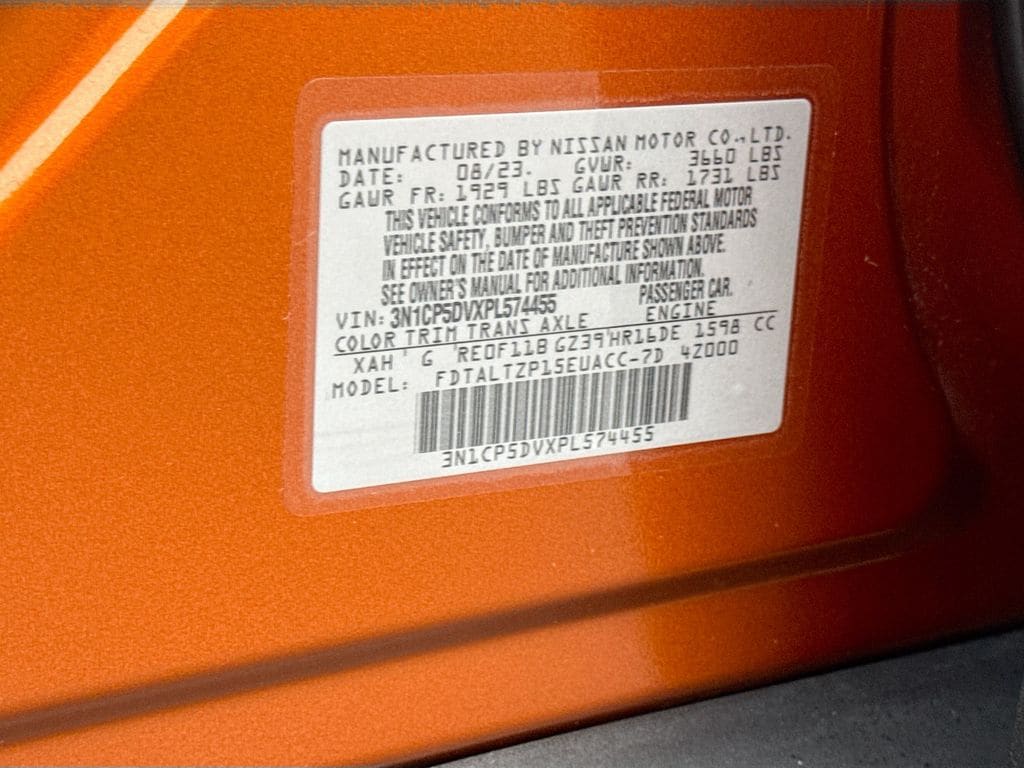 MANUFACTURED BY NISSAN MOTOR CO.,LTD.
DATE: 08/23. GVWR: 3660 LBS
GAWR FR: 1929 LBS GAWR RR: 1731 LBS
THIS VEHICLE CONFORMS TO ALL APPLICABLE FEDERAL MOTOR
VEHICLE SAFETY, BUMPER AND THEFT PREVENTION STANDARDS
IN EFFECT ON THE DATE OF MANUFACTURE SHOWN ABOVE.
SEE OWNER'S MANUAL FOR ADDITIONAL INFORMATION.
VIN: 3N1CP5DVXPL574455 PASSENGER CAR.
COLOR TRIM TRANS AXLE ENGINE
XAH G RE0F11B GZ39 HR16DE 1598 CC
MODEL: FDTALTZP15EUACC-7D 4Z000
3N1CP5DVXPL574455